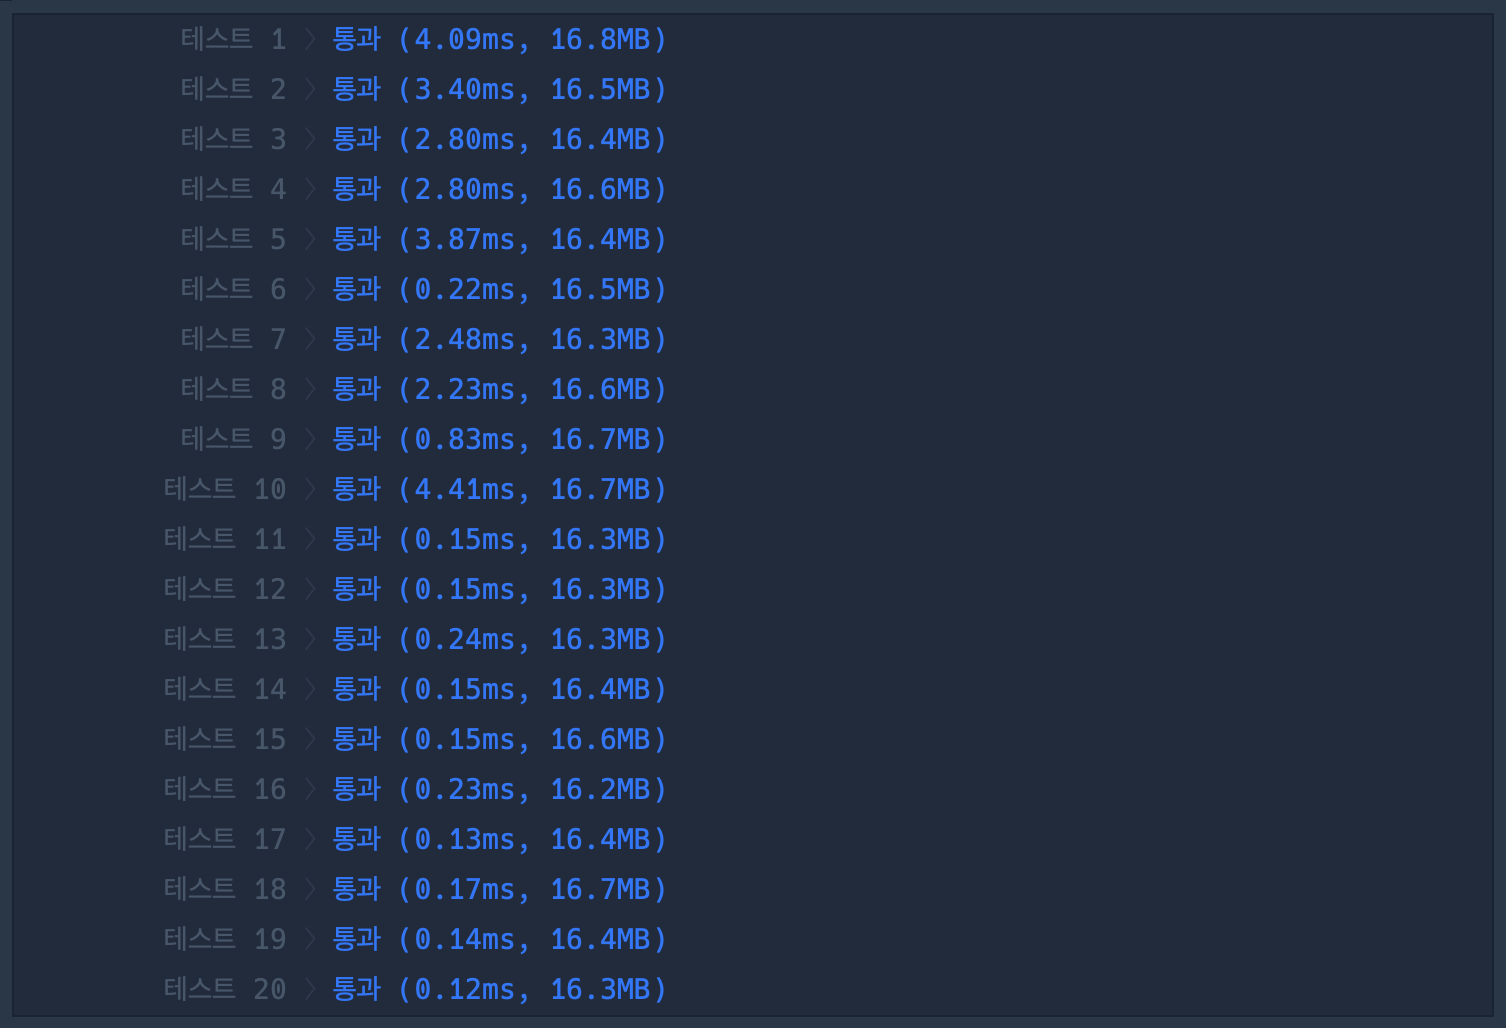 테스트 1 〉 통과 (4.09ms, 16.8MB)
테스트 2 〉 통과 (3.40ms, 16.5MB)
테스트 3 〉 통과 (2.80ms, 16.4MB)
테스트 4 〉 통과 (2.80ms, 16.6MB)
테스트 5 〉 통과 (3.87ms, 16.4MB)
테스트 6 〉 통과 (0.22ms, 16.5MB)
테스트 7 〉 통과 (2.48ms, 16.3MB)
테스트 8 〉 통과 (2.23ms, 16.6MB)
테스트 9 〉 통과 (0.83ms, 16.7MB)
테스트 10 〉 통과 (4.41ms, 16.7MB)
테스트 11 〉 통과 (0.15ms, 16.3MB)
테스트 12 〉 통과 (0.15ms, 16.3MB)
테스트 13 〉 통과 (0.24ms, 16.3MB)
테스트 14 〉 통과 (0.15ms, 16.4MB)
테스트 15 〉 통과 (0.15ms, 16.6MB)
테스트 16 〉 통과 (0.23ms, 16.2MB)
테스트 17 〉 통과 (0.13ms, 16.4MB)
테스트 18 〉 통과 (0.17ms, 16.7MB)
테스트 19 〉 통과 (0.14ms, 16.4MB)
테스트 20 〉 통과 (0.12ms, 16.3MB)